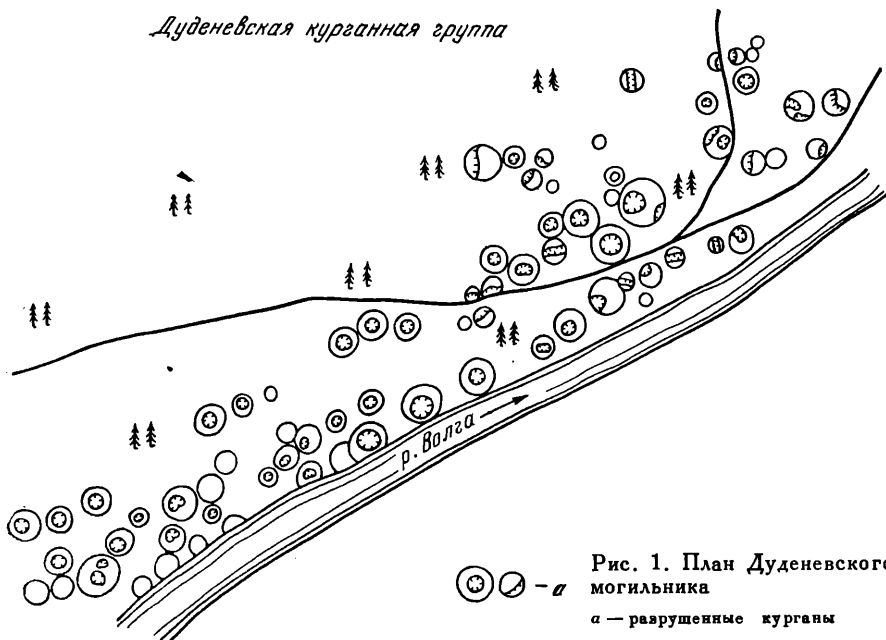 Дуденевская курганная группа
р. Волга
– а
Рис. 1. План Дуденевского
могильника
а — разрушенные курганы